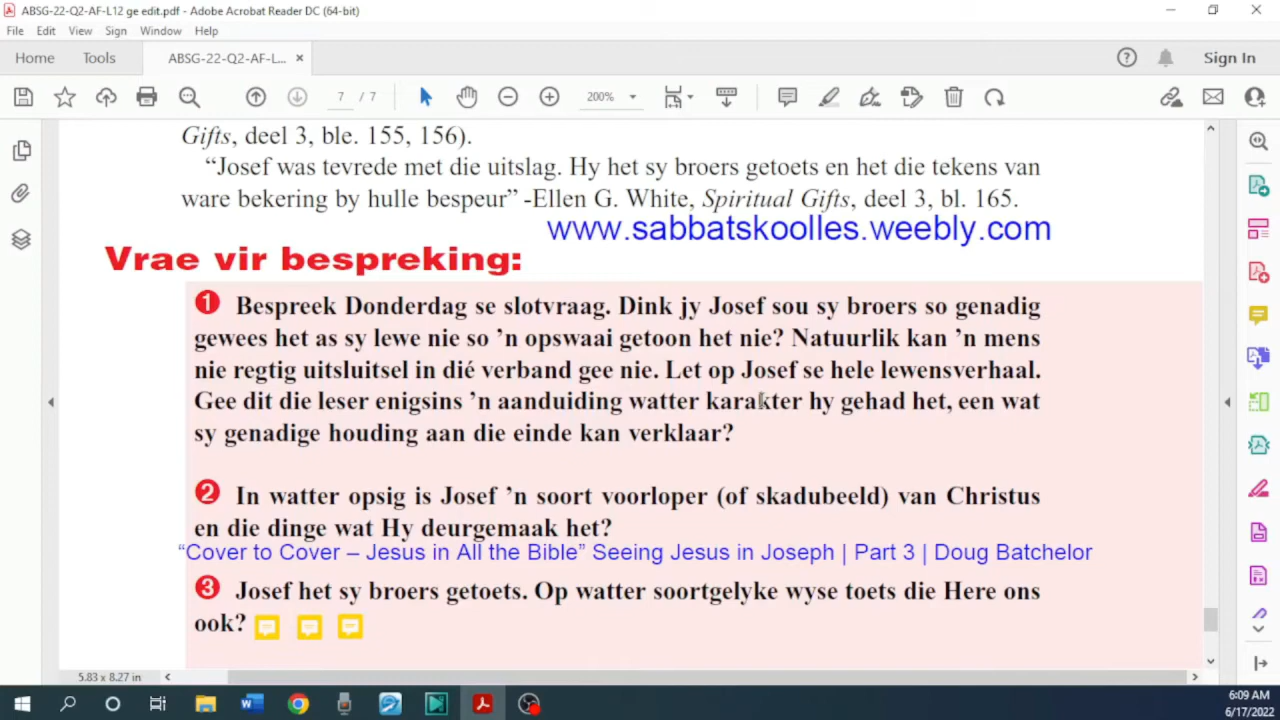 ABSG-22-Q2-AF-L12 ge edit.pdf - Adobe Acrobat Reader DC (64-bit)
File Edit View Sign Window Help
Home Tools ABSG-22-Q2-AF-L... × Sign In
7 / 7 200%
Gifts, deel 3, ble. 155, 156).
“Josef was tevrede met die uitslag. Hy het sy broers getoets en het die tekens van
ware bekering by hulle bespeur” -Ellen G. White, Spiritual Gifts, deel 3, bl. 165.
www.sabbatskoolles.weebly.com
Vrae vir bespreking:
1 Bespreek Donderdag se slotvraag. Dink jy Josef sou sy broers so genadig
gewees het as sy lewe nie so ’n opswaai getoon het nie? Natuurlik kan ’n mens
nie regtig uitsluitsel in dié verband gee nie. Let op Josef se hele lewensverhaal.
Gee dit die leser enigsins ’n aanduiding watter karakter hy gehad het, een wat
sy genadige houding aan die einde kan verklaar?
2 In watter opsig is Josef ’n soort voorloper (of skadubeeld) van Christus
en die dinge wat Hy deurgemaak het?
“Cover to Cover – Jesus in All the Bible” Seeing Jesus in Joseph | Part 3 | Doug Batchelor
3 Josef het sy broers getoets. Op watter soortgelyke wyse toets die Here ons
ook?
5.83 x 8.27 in
6:09 AM
6/17/2022